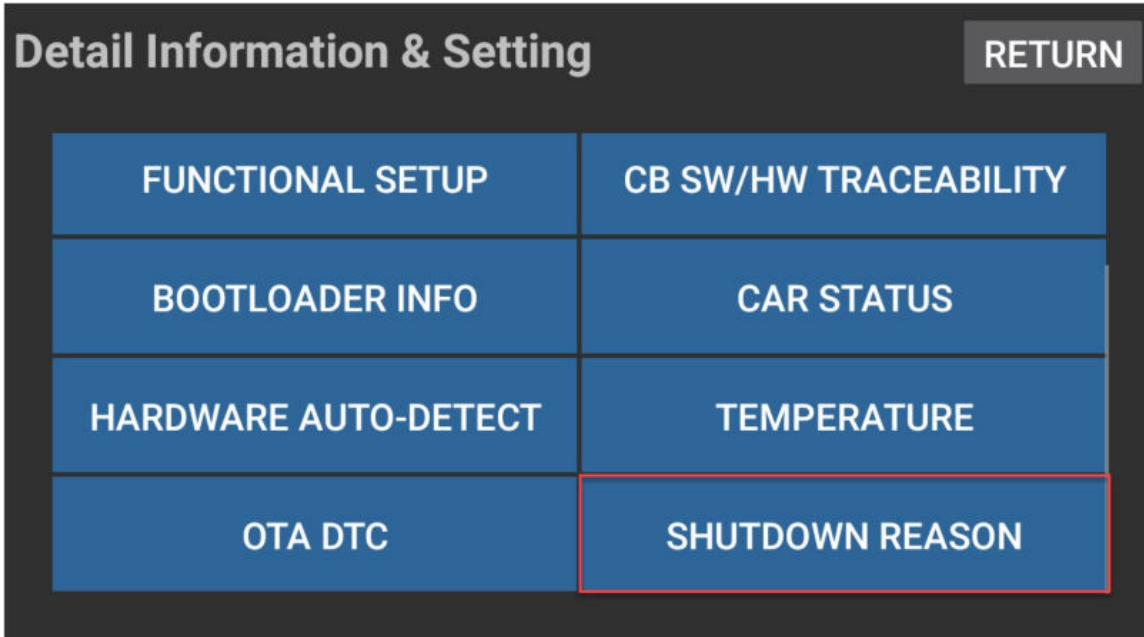 Detail Information & Setting
RETURN
FUNCTIONAL SETUP
CB SW/HW TRACEABILITY
BOOTLOADER INFO
CAR STATUS
HARDWARE AUTO-DETECT
TEMPERATURE
OTA DTC
SHUTDOWN REASON